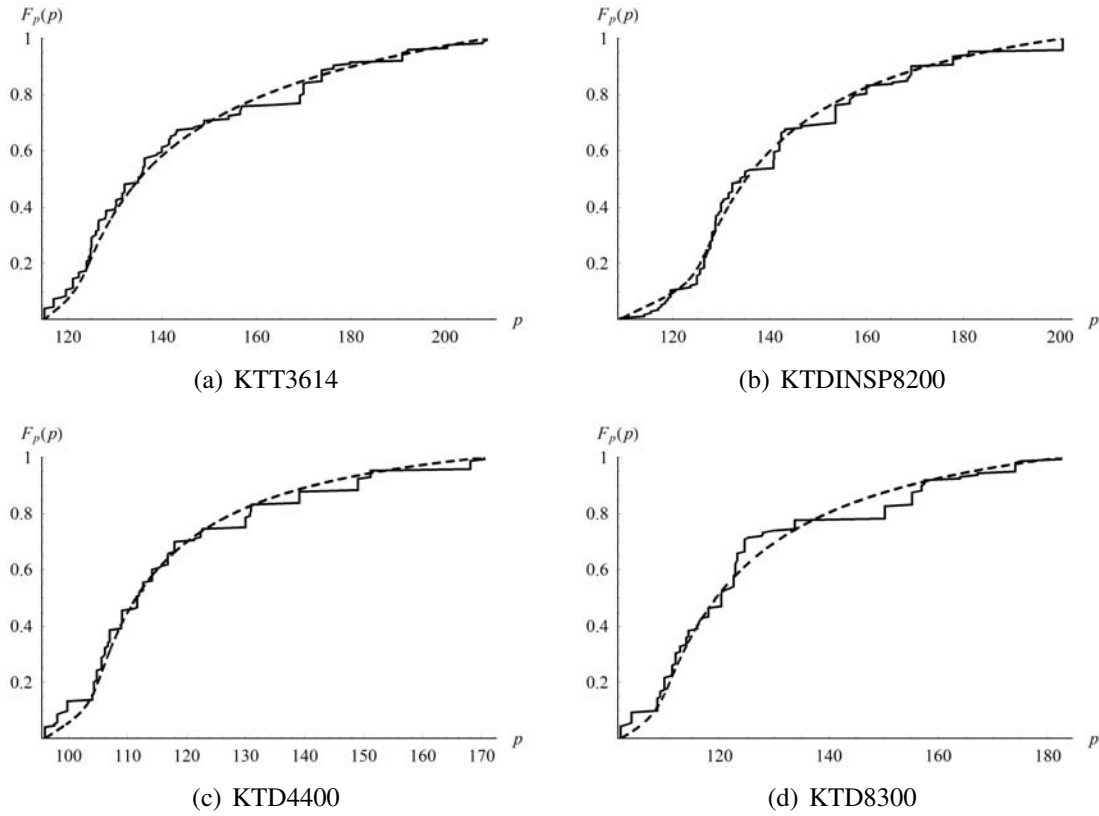 F_p(p)
1
0.8
0.6
0.4
0.2
120 140 160 180 200 p
(a) KTT3614
F_p(p)
1
0.8
0.6
0.4
0.2
120 140 160 180 200 p
(b) KTDINSP8200
F_p(p)
1
0.8
0.6
0.4
0.2
100 110 120 130 140 150 160 170 p
(c) KTD4400
F_p(p)
1
0.8
0.6
0.4
0.2
120 140 160 180 p
(d) KTD8300